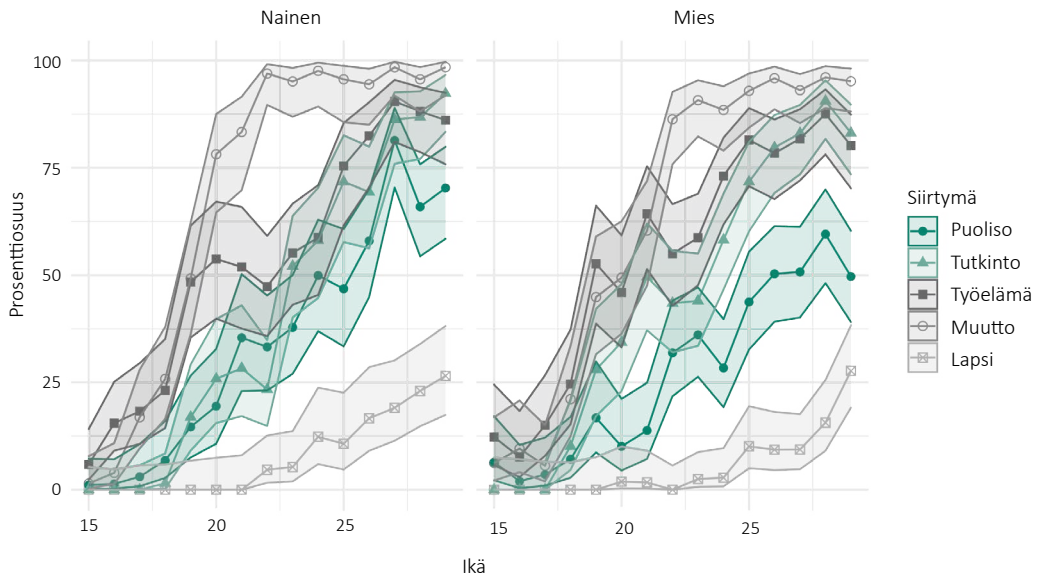 Nainen
Mies
Prosenttiosuus
100
75
50
25
0
15
20
25
15
20
25
Ikä
Siirtymä
Puoliso
Tutkinto
Työelämä
Muutto
Lapsi